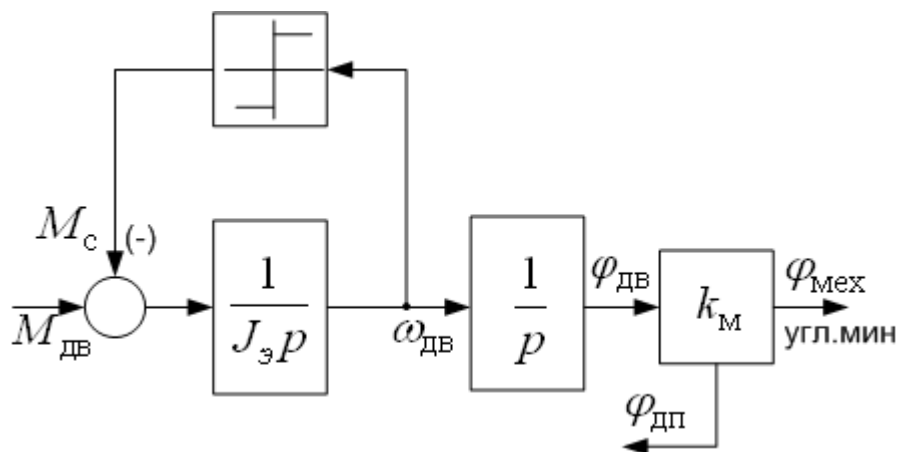 M_с (-)
M_дв
1
J_э p
ω_дв
1
p
φ_дв
k_м
φ_мех
угл.мин
φ_дп